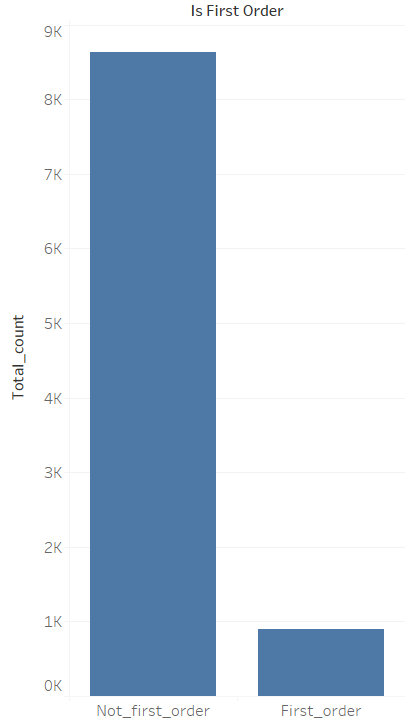 Is First Order
9K
8K
7K
6K
5K
4K
3K
2K
1K
0K
Total_count
Not_first_order
First_order